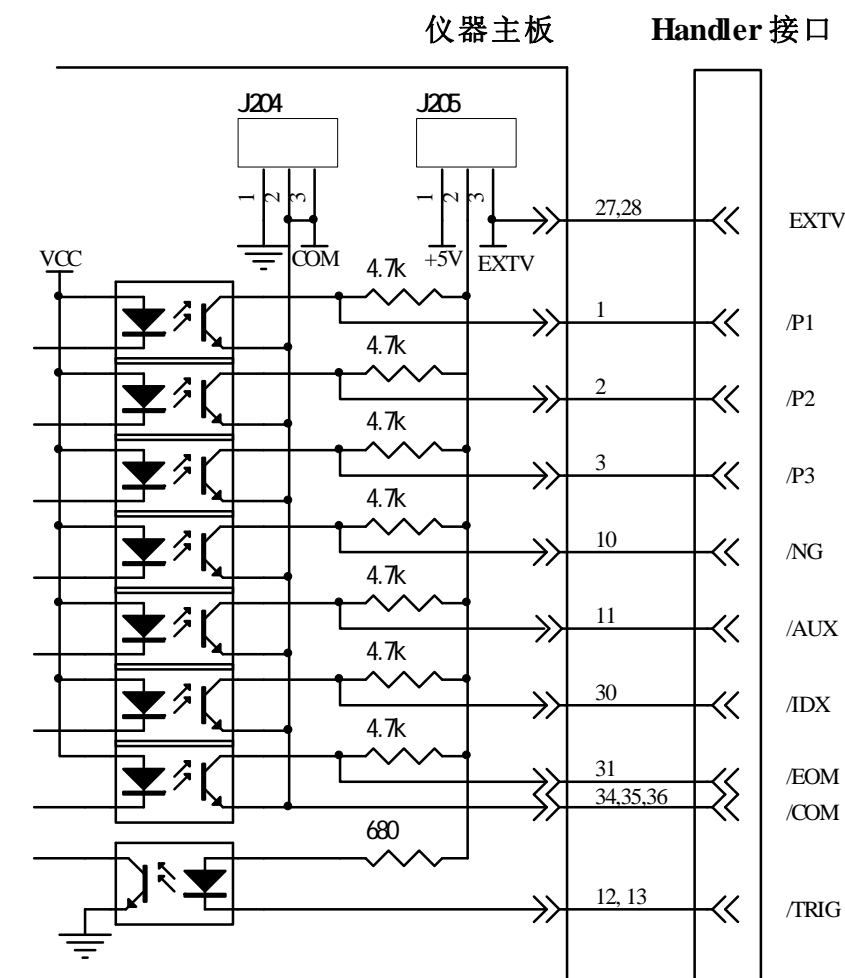 仪器主板 Handler 接口
J204 J205
1 2 3 1 2 3
27,28 EXTV
VCC COM +5V EXTV
4.7k
1 /P1
4.7k
2 /P2
4.7k
3 /P3
4.7k
10 /NG
4.7k
11 /AUX
4.7k
30 /IDX
4.7k
31 /EOM
34,35,36 /COM
680
12, 13 /TRIG